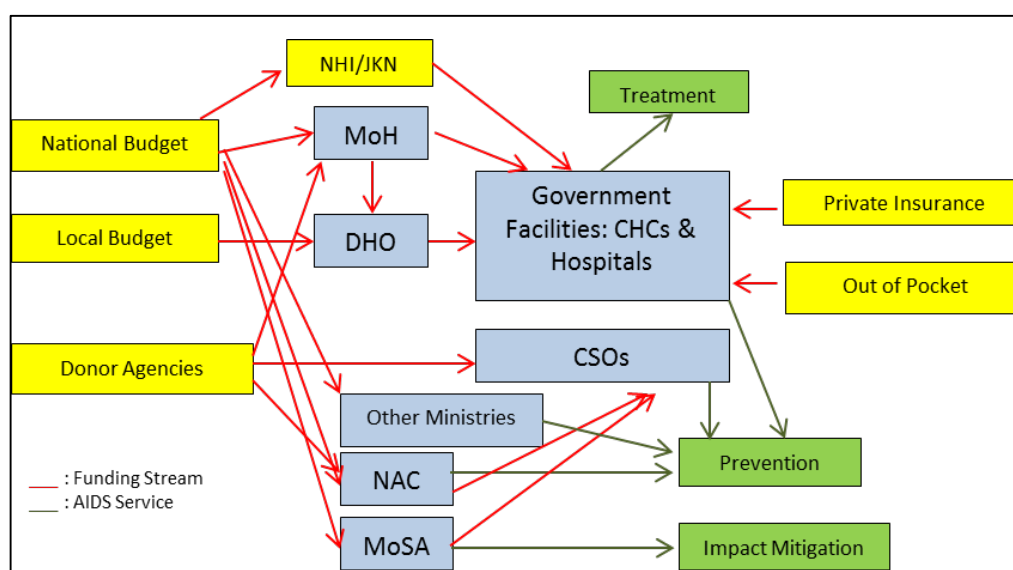 NHI/JKN
Treatment
National Budget
MoH
Government
Facilities: CHCs &
Hospitals
Private Insurance
Local Budget
DHO
Out of Pocket
Donor Agencies
CSOs
Other Ministries
Prevention
NAC
___ : Funding Stream
___ : AIDS Service
MoSA
Impact Mitigation